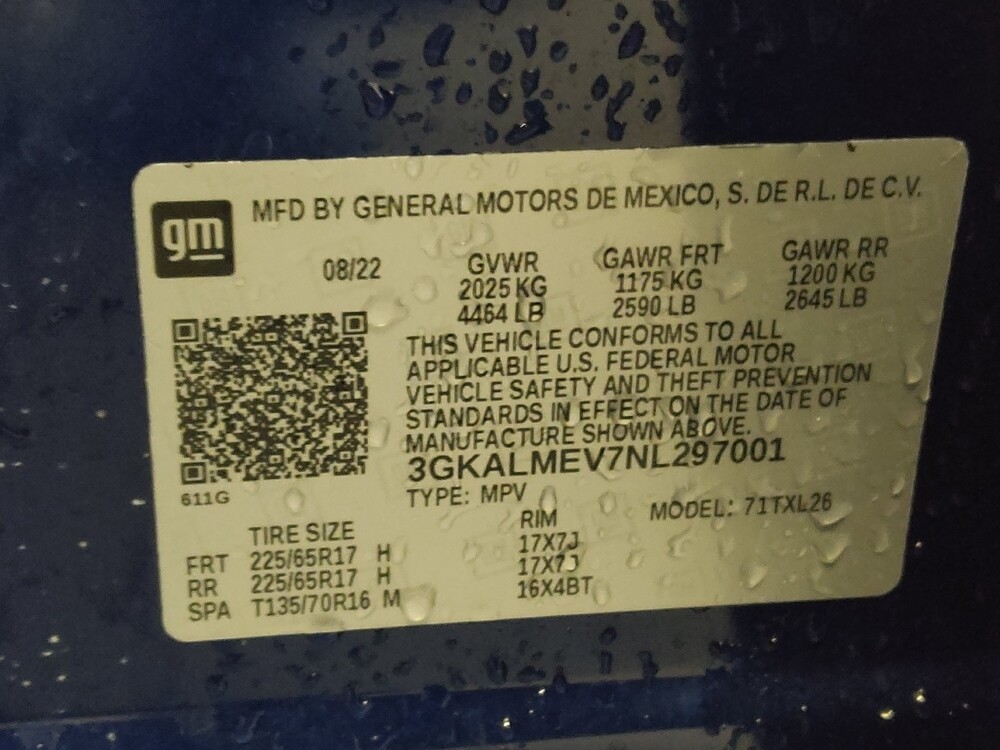 gm
MFD BY GENERAL MOTORS DE MEXICO, S. DE R.L. DE C.V.
08/22 GVWR GAWR FRT GAWR RR
2025 KG 1175 KG 1200 KG
4464 LB 2590 LB 2645 LB
THIS VEHICLE CONFORMS TO ALL
APPLICABLE U.S. FEDERAL MOTOR
VEHICLE SAFETY AND THEFT PREVENTION
STANDARDS IN EFFECT ON THE DATE OF
MANUFACTURE SHOWN ABOVE.
3GKALMEV7NL297001
611G
TYPE: MPV MODEL: 71TXL26
TIRE SIZE RIM
FRT 225/65R17 H 17X7J
RR 225/65R17 H 17X7J
SPA T135/70R16 M 16X4BT